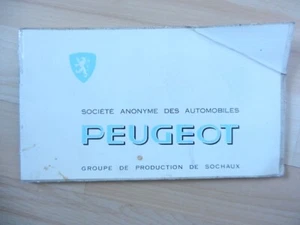 SOCIÉTÉ ANONYME DES AUTOMOBILES
PEUGEOT
GROUPE DE PRODUCTION DE SOCHAUX